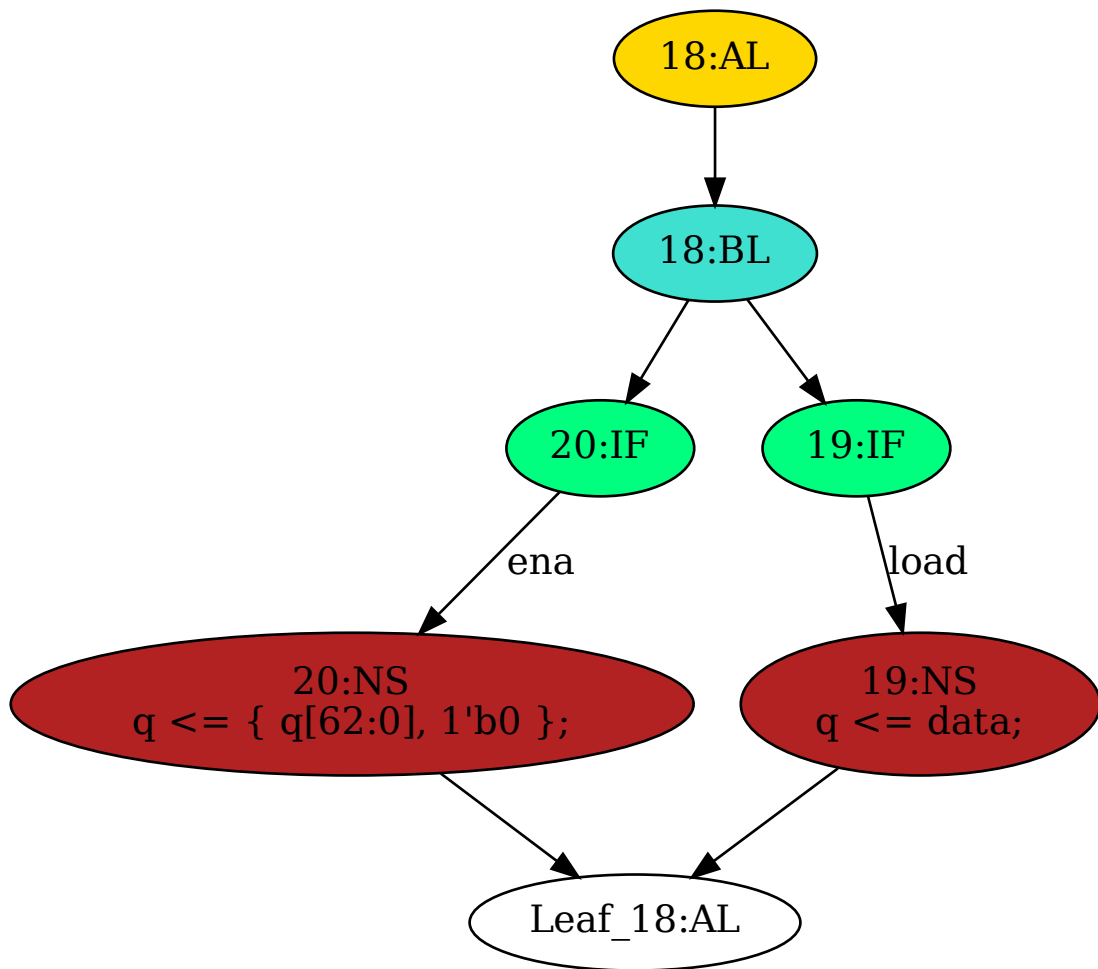 18:AL
18:BL
20:IF
19:IF
ena
load
20:NS
q <= { q[62:0], 1'b0 };
19:NS
q <= data;
Leaf_18:AL